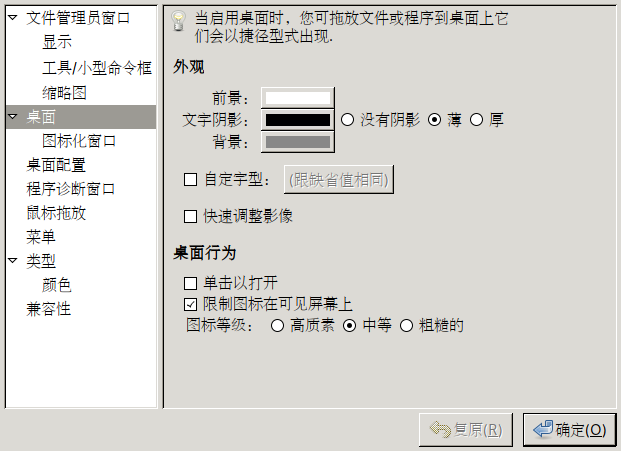 文件管理员窗口
显示
工具/小型命令框
缩略图
桌面
图标化窗口
桌面配置
程序诊断窗口
鼠标拖放
菜单
类型
颜色
兼容性
当启用桌面时，您可拖放文件或程序到桌面上它
们会以捷径型式出现.
外观
前景：
文字阴影： 没有阴影 薄 厚
背景：
自定字型： (跟缺省值相同)
快速调整影像
桌面行为
单击以打开
限制图标在可见屏幕上
图标等级： 高质素 中等 粗糙的
复原(R) 确定(O)